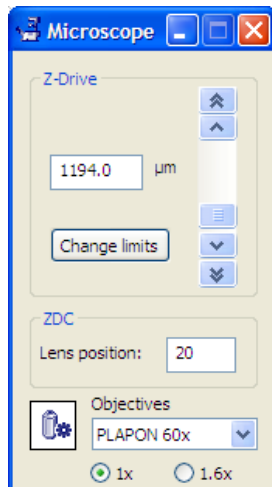 Microscope
Z-Drive
1194.0 µm
Change limits
ZDC
Lens position: 20
Objectives
PLAPON 60x
1x 1.6x